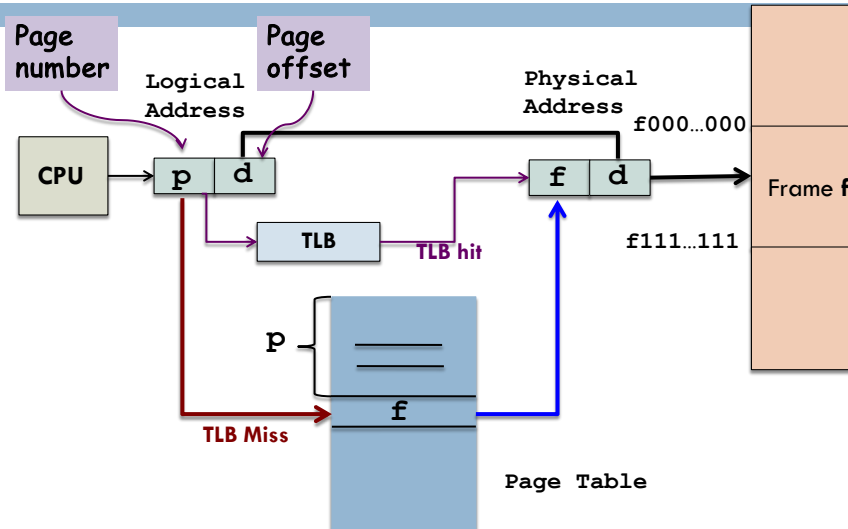 Page
number
Page
offset
Logical
Address
Physical
Address
f000…000
CPU
p
d
f
d
Frame f
TLB
TLB hit
f111…111
p
f
TLB Miss
Page Table